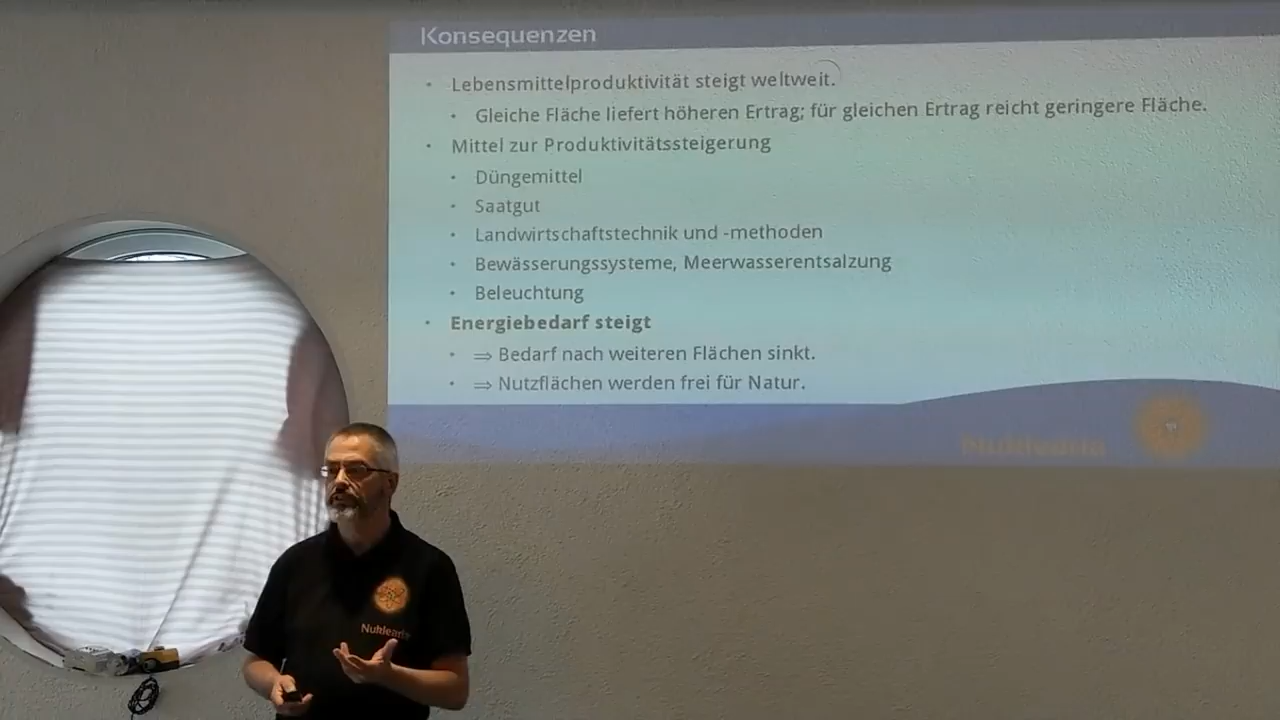 Konsequenzen
• Lebensmittelproduktivität steigt weltweit.
• Gleiche Fläche liefert höheren Ertrag; für gleichen Ertrag reicht geringere Fläche.
• Mittel zur Produktivitätssteigerung
• Düngemittel
• Saatgut
• Landwirtschaftstechnik und -methoden
• Bewässerungssysteme, Meerwasserentsalzung
• Beleuchtung
• Energiebedarf steigt
• ⇒ Bedarf nach weiteren Flächen sinkt.
• ⇒ Nutzflächen werden frei für Natur.
Nuklearia
Nuklearia